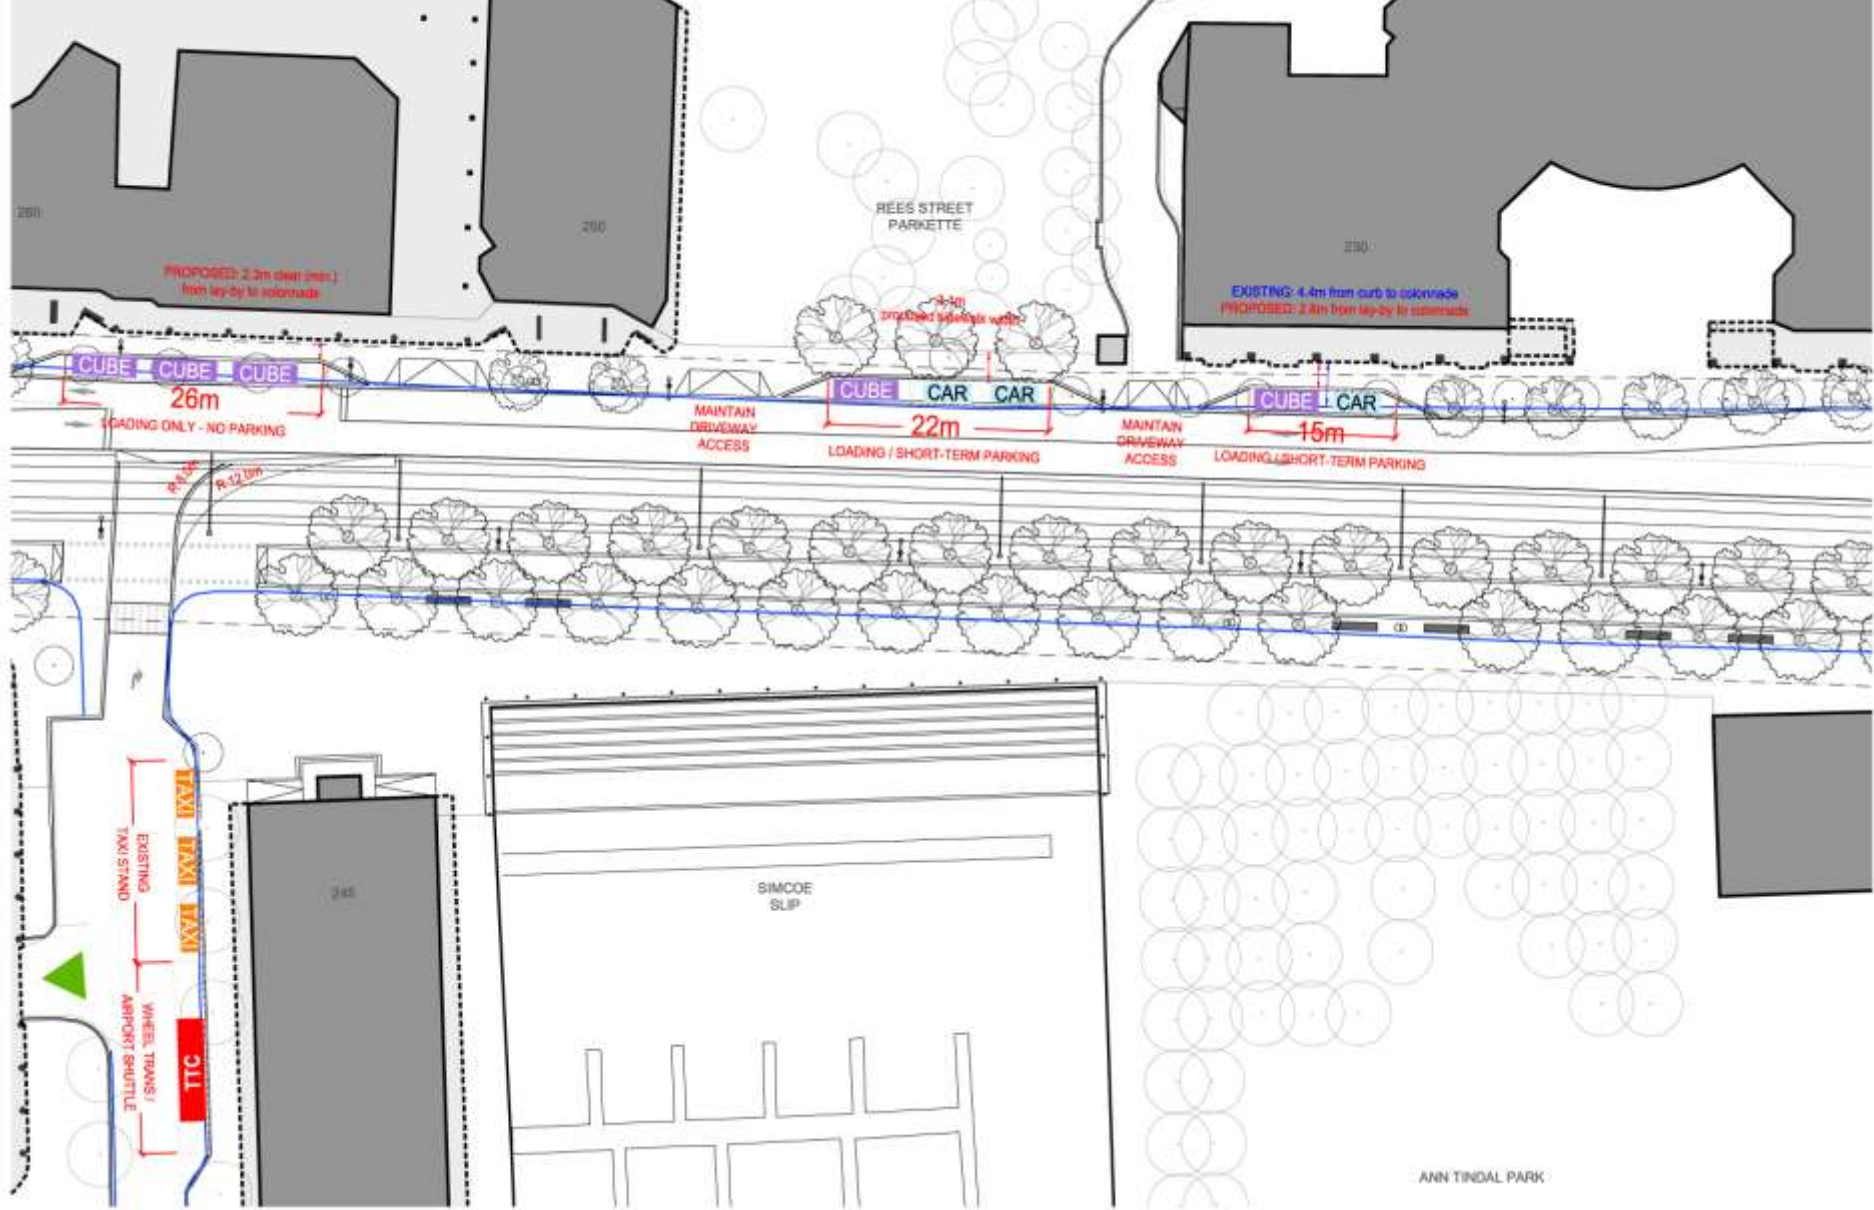 REES STREET
PARKETTE
260
250
230
PROPOSED: 2.3m clear (min.)
from lay-by to colonnade
EXISTING: 4.4m from curb to colonnade
PROPOSED: 2.8m from lay-by to colonnade
proposed sidewalk width
CUBE CUBE CUBE
26m
LOADING ONLY - NO PARKING
MAINTAIN
DRIVEWAY
ACCESS
CUBE CAR CAR
22m
LOADING / SHORT-TERM PARKING
MAINTAIN
DRIVEWAY
ACCESS
CUBE CAR
15m
LOADING / SHORT-TERM PARKING
R-12.0m
TAXI
TAXI
TAXI
EXISTING
TAXI STAND
WHEEL TRANS /
AIRPORT SHUTTLE
TTC
245
SIMCOE
SLIP
ANN TINDAL PARK